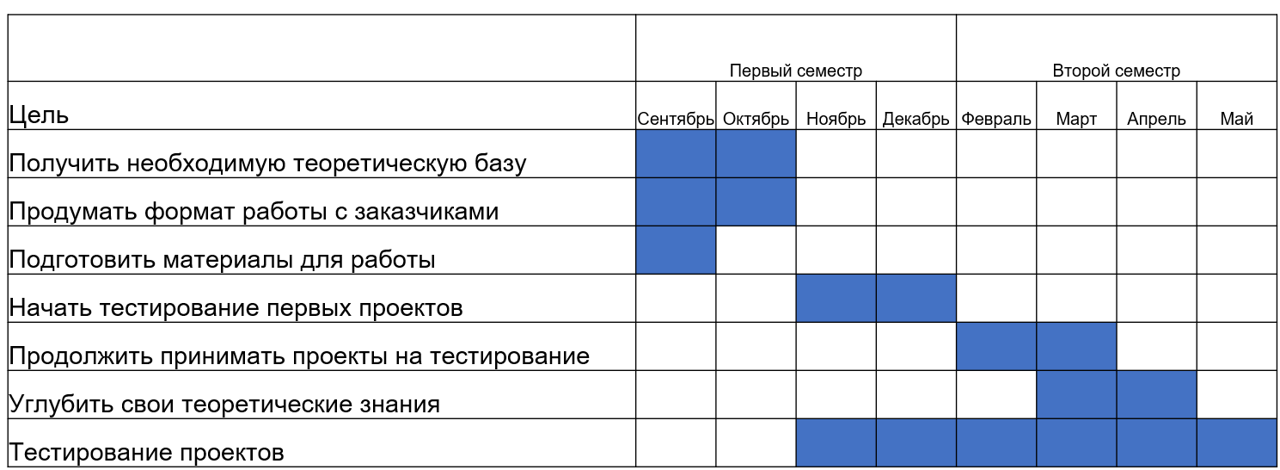 Первый семестр Второй семестр
Цель Сентябрь Октябрь Ноябрь Декабрь Февраль Март Апрель Май
Получить необходимую теоретическую базу
Продумать формат работы с заказчиками
Подготовить материалы для работы
Начать тестирование первых проектов
Продолжить принимать проекты на тестирование
Углубить свои теоретические знания
Тестирование проектов